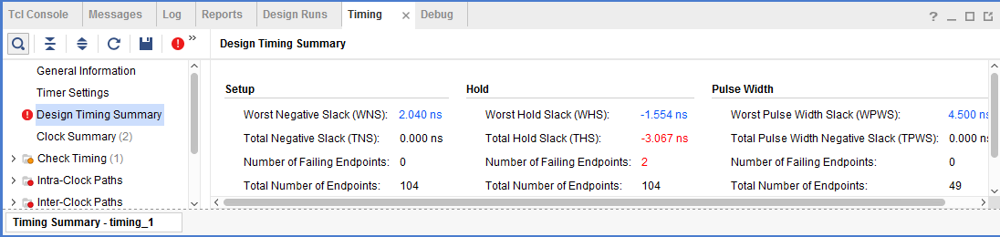 Tcl Console Messages Log Reports Design Runs Timing × Debug ? _
Design Timing Summary
General Information
Timer Settings
Design Timing Summary
Clock Summary (2)
Check Timing (1)
Intra-Clock Paths
Inter-Clock Paths
Setup
Worst Negative Slack (WNS): 2.040 ns
Total Negative Slack (TNS): 0.000 ns
Number of Failing Endpoints: 0
Total Number of Endpoints: 104
Hold
Worst Hold Slack (WHS): -1.554 ns
Total Hold Slack (THS): -3.067 ns
Number of Failing Endpoints: 2
Total Number of Endpoints: 104
Pulse Width
Worst Pulse Width Slack (WPWS): 4.500 ns
Total Pulse Width Negative Slack (TPWS): 0.000 ns
Number of Failing Endpoints: 0
Total Number of Endpoints: 49
Timing Summary - timing_1